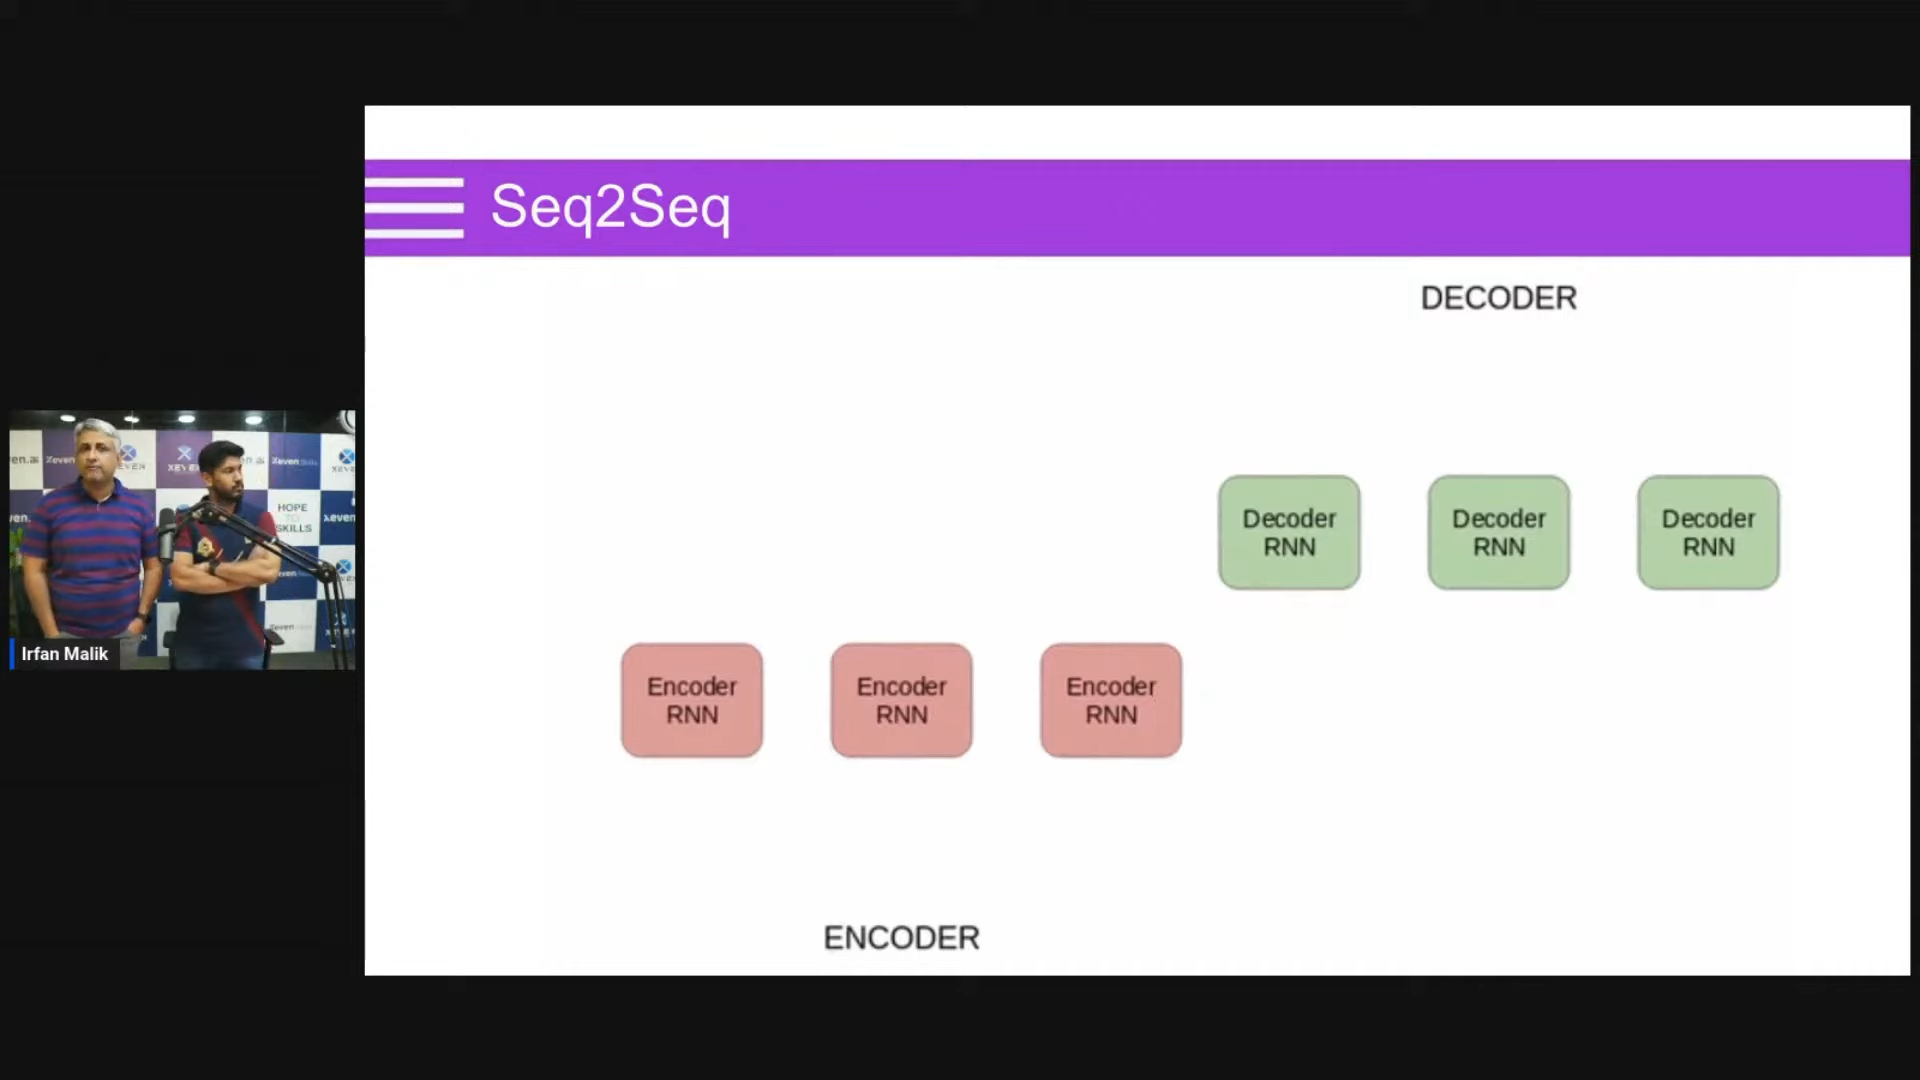 Seq2Seq
DECODER
Decoder
RNN
Decoder
RNN
Decoder
RNN
Encoder
RNN
Encoder
RNN
Encoder
RNN
ENCODER
HOPE
TO
SKILLS
Irfan Malik